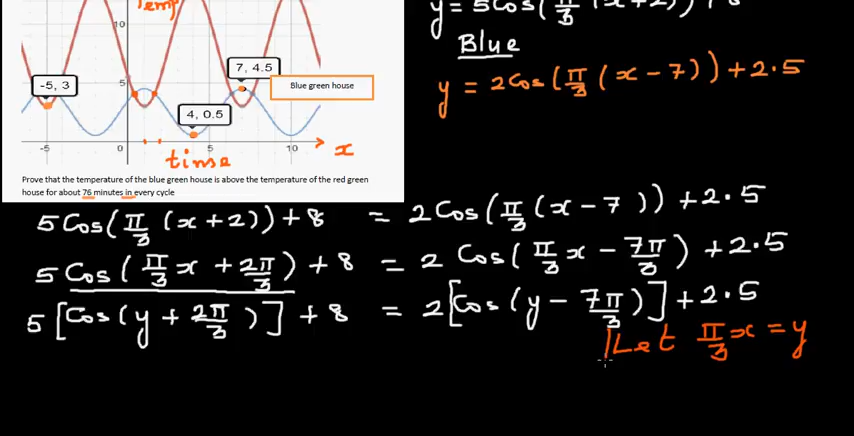 y = 5Cos(π/3 (x+2)) + 8
Temp
10
Blue
-5, 3
7, 4.5
Blue green house
y = 2Cos(π/3 (x-7)) + 2.5
5
4, 0.5
-5
0
5
10
x
time
Prove that the temperature of the blue green house is above the temperature of the red green
house for about 76 minutes in every cycle
5Cos(π/3 (x+2)) + 8 = 2Cos(π/3 (x-7)) + 2.5
5 Cos(π/3 x + 2π/3) + 8 = 2 Cos(π/3 x - 7π/3) + 2.5
5[Cos(y + 2π/3)] + 8 = 2[Cos(y - 7π/3)] + 2.5
Let π/3 x = y